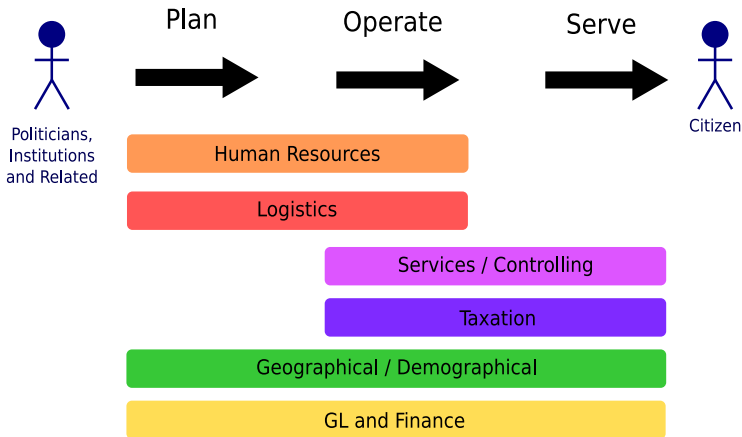 Plan
Operate
Serve
Politicians,
Institutions
and Related
Citizen
Human Resources
Logistics
Services / Controlling
Taxation
Geographical / Demographical
GL and Finance